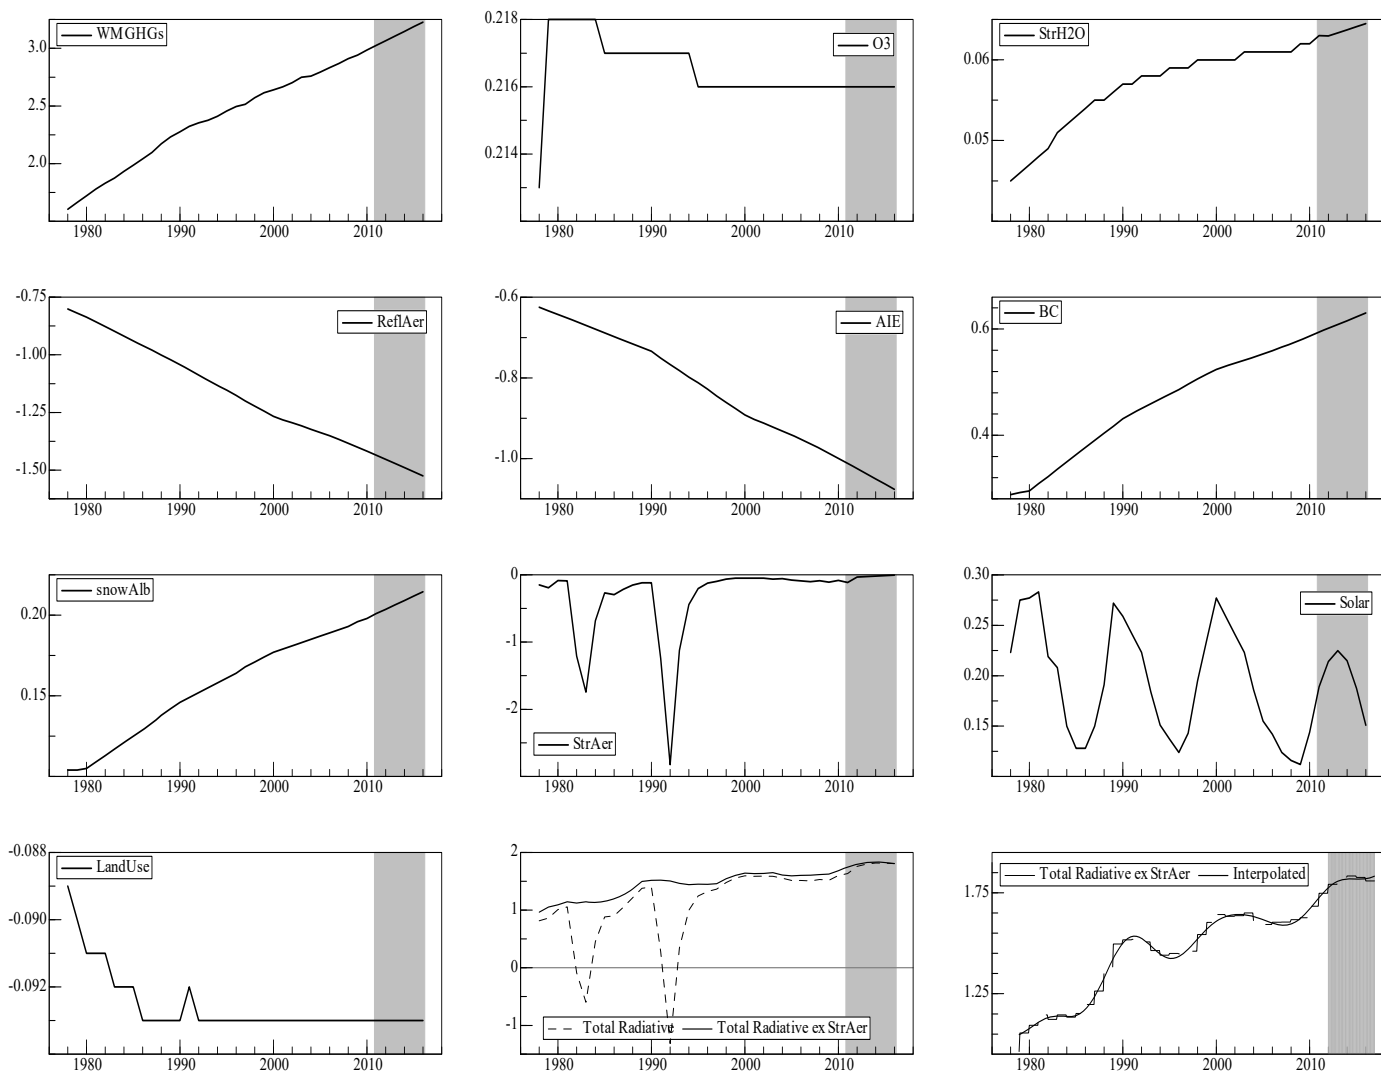 WMGHGs
3.0
2.5
2.0
1980 1990 2000 2010
O3
0.218
0.216
0.214
1980 1990 2000 2010
StrH2O
0.06
0.05
1980 1990 2000 2010
ReflAer
-0.75
-1.00
-1.25
-1.50
1980 1990 2000 2010
AIE
-0.6
-0.8
-1.0
1980 1990 2000 2010
BC
0.6
0.4
1980 1990 2000 2010
snowAlb
0.20
0.15
1980 1990 2000 2010
0
-1
-2
StrAer
1980 1990 2000 2010
0.30
Solar
0.25
0.20
0.15
1980 1990 2000 2010
-0.088
LandUse
-0.090
-0.092
1980 1990 2000 2010
2
1
0
-1
Total Radiative Total Radiative ex StrAer
1980 1990 2000 2010
Total Radiative ex StrAer Interpolated
1.75
1.25
1980 1990 2000 2010